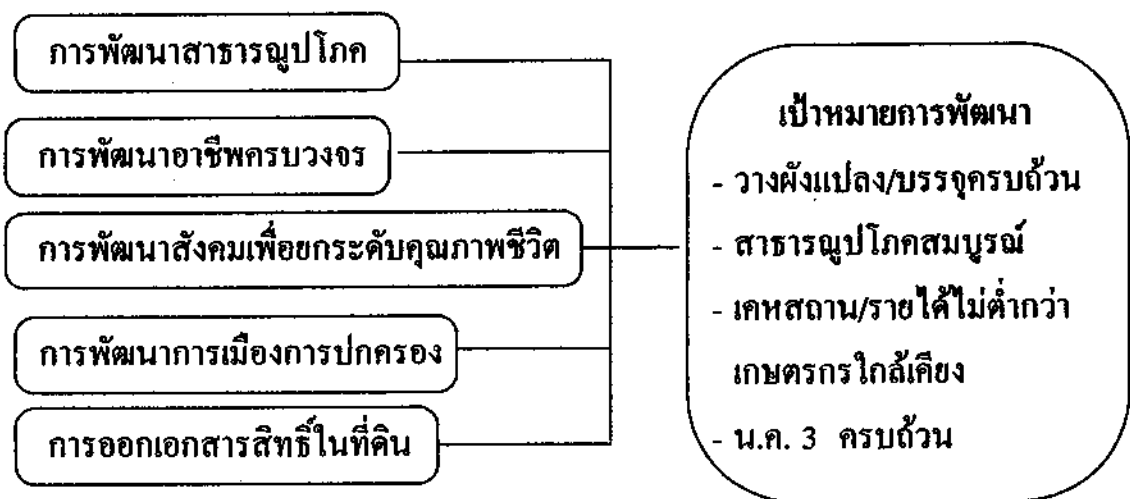 การพัฒนาสาธารณูปโภค
การพัฒนาอาชีพครบวงจร
การพัฒนาสังคมเพื่อยกระดับคุณภาพชีวิต
การพัฒนาการเมืองการปกครอง
การออกเอกสารสิทธิ์ในที่ดิน
เป้าหมายการพัฒนา
- วางผังแปลง/บรรจุครบถ้วน
- สาธารณูปโภคสมบูรณ์
- เคหสถาน/รายได้ไม่ต่ำกว่า
เกษตรกรใกล้เคียง
- น.ค. 3 ครบถ้วน